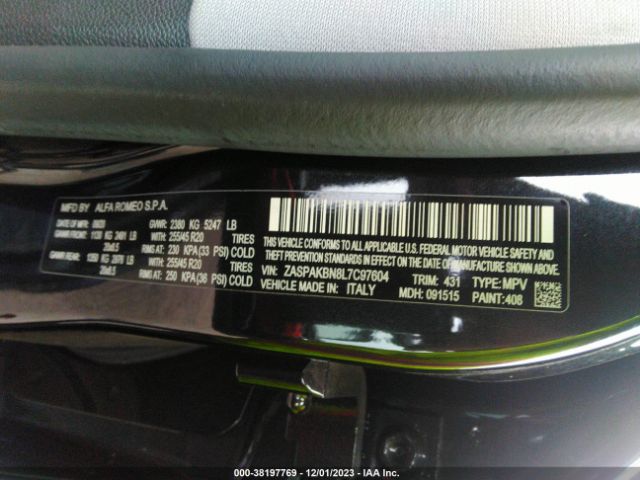 MFD BY ALFA ROMEO S.P.A.
GVWR: 2380 KG 5247 LB
WITH: 255/45 R20 TIRES
RIMS AT: 230 KPA (33 PSI) COLD
WITH: 255/45 R20 TIRES
RIMS AT: 250 KPA (36 PSI) COLD
THIS VEHICLE CONFORMS TO ALL APPLICABLE U.S. FEDERAL MOTOR VEHICLE SAFETY, BUMPER, AND
THEFT PREVENTION STANDARDS IN EFFECT ON THE DATE OF MANUFACTURE SHOWN ABOVE.
VIN: ZASPAKBN8L7C97604 TRIM: 431 TYPE: MPV
VEHICLE MADE IN: ITALY MDH: 091515 PAINT: 408
000-38197769 - 12/01/2023 - IAA Inc.